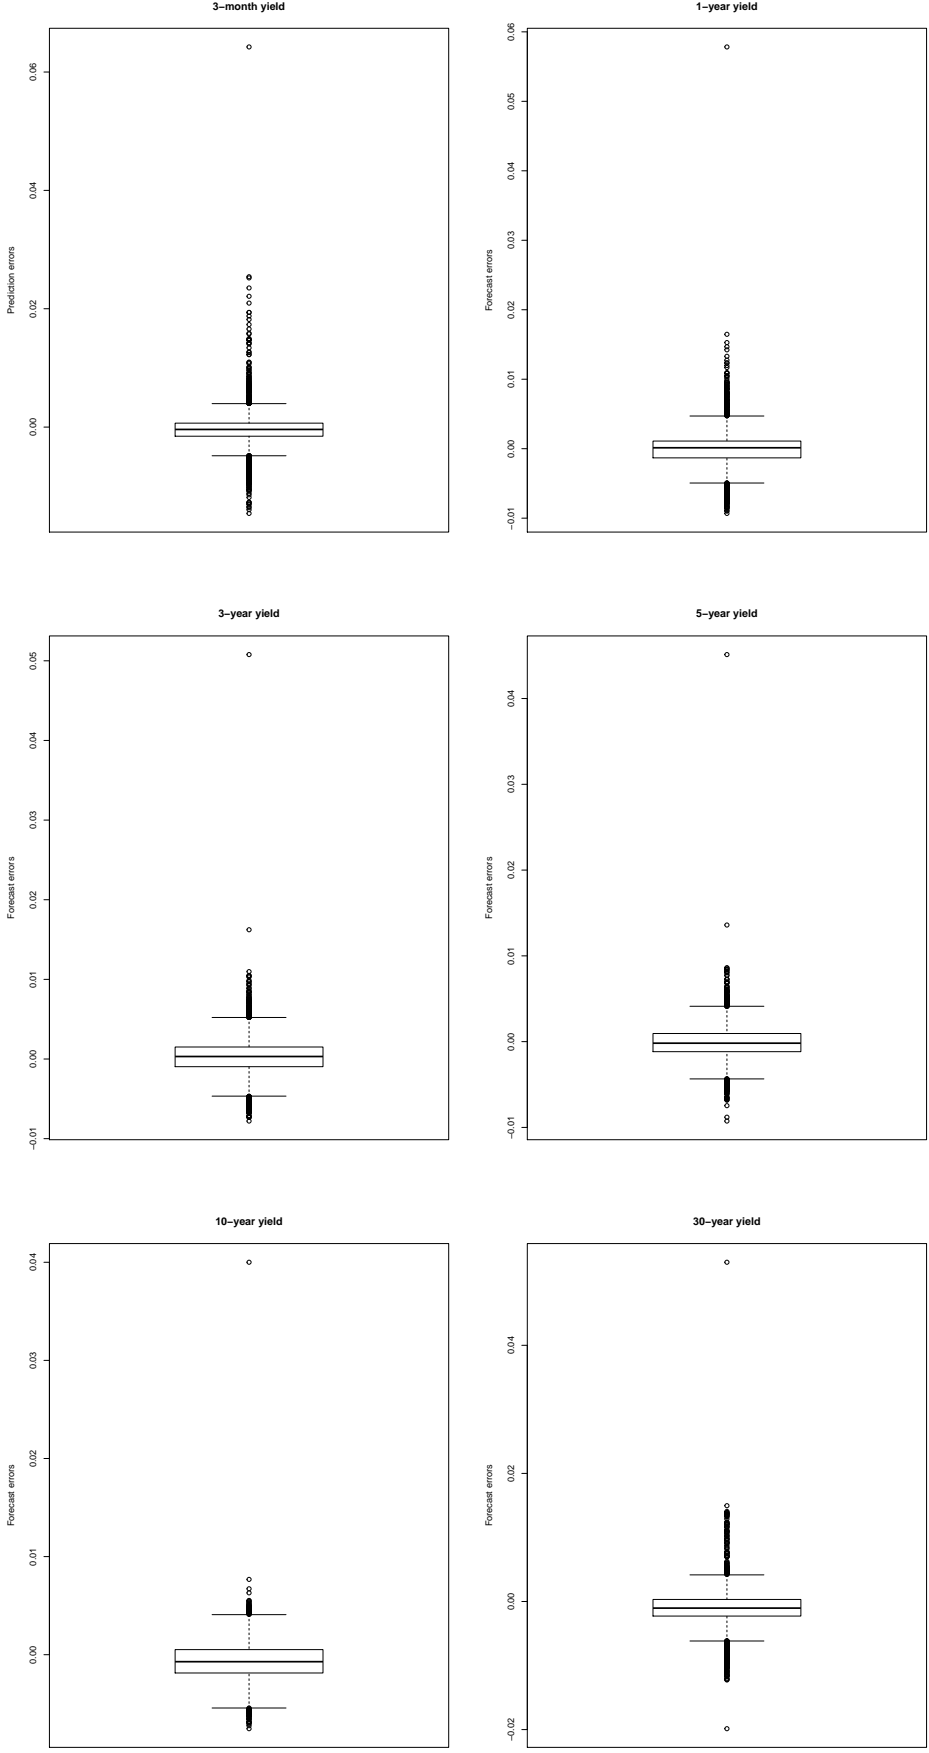 3−month yield
Prediction errors
0.06
0.04
0.02
0.00
1−year yield
Forecast errors
0.06
0.05
0.04
0.03
0.02
0.01
0.00
−0.01
3−year yield
Forecast errors
0.05
0.04
0.03
0.02
0.01
0.00
−0.01
5−year yield
Forecast errors
0.04
0.03
0.02
0.01
0.00
−0.01
10−year yield
Forecast errors
0.04
0.03
0.02
0.01
0.00
30−year yield
Forecast errors
0.04
0.02
0.00
−0.02